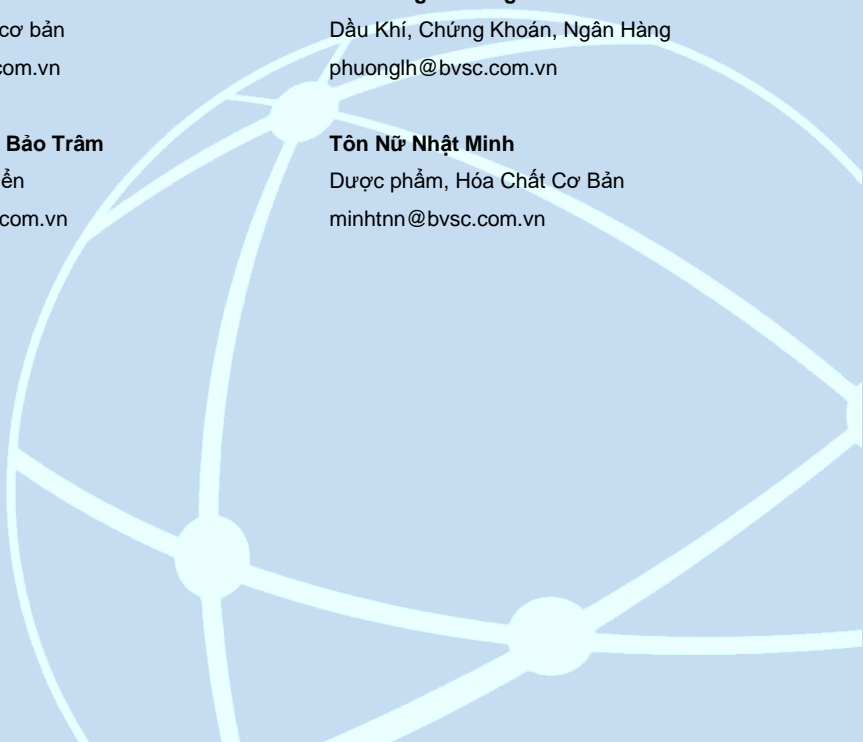 cơ bản
com.vn
Bảo Trâm
ển
com.vn
Dầu Khí, Chứng Khoán, Ngân Hàng
phuonglh@bvsc.com.vn
Tôn Nữ Nhật Minh
Dược phẩm, Hóa Chất Cơ Bản
minhtnn@bvsc.com.vn